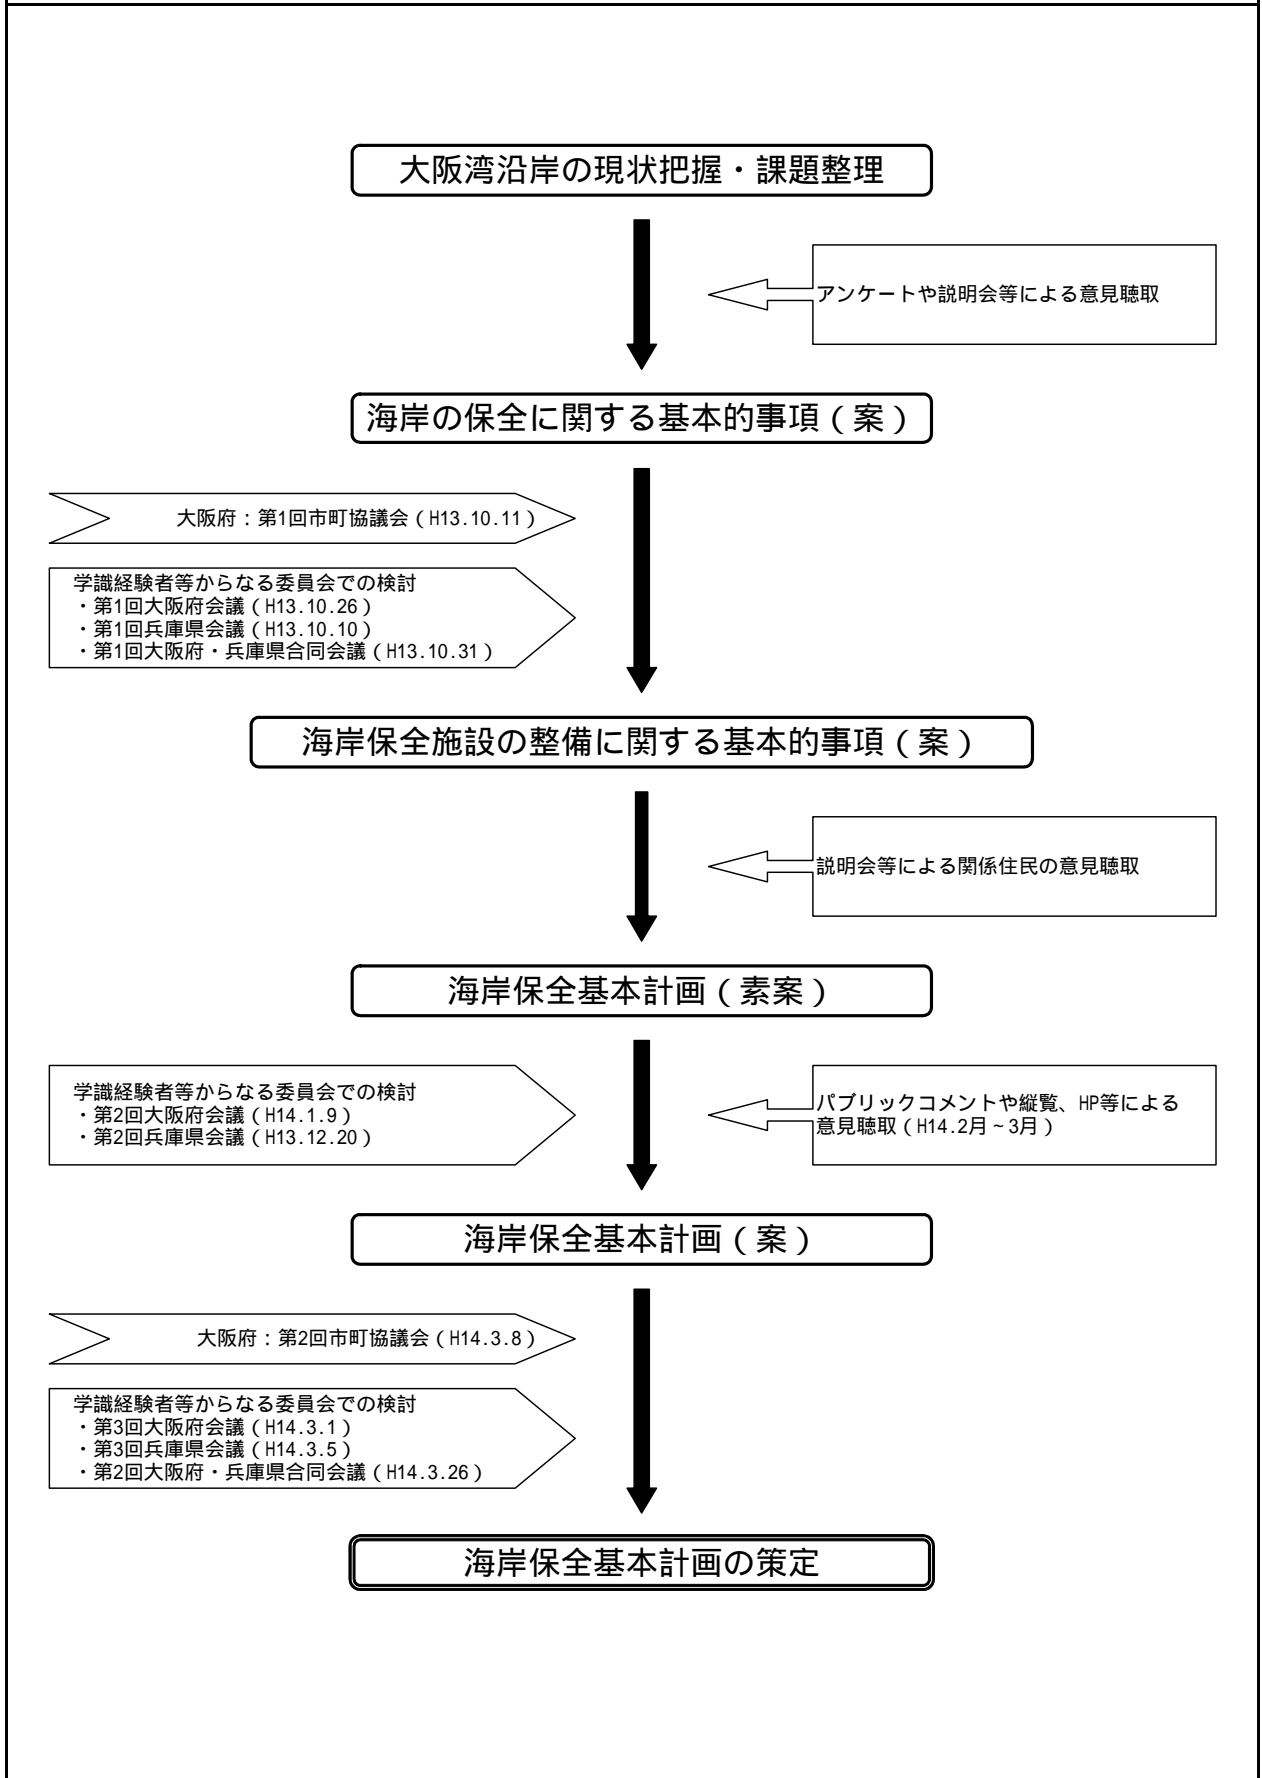 大阪湾沿岸の現状把握・課題整理
アンケートや説明会等による意見聴取
海岸の保全に関する基本的事項（案）
大阪府：第1回市町協議会（H13.10.11）
学識経験者等からなる委員会での検討
・第1回大阪府会議（H13.10.26）
・第1回兵庫県会議（H13.10.10）
・第1回大阪府・兵庫県合同会議（H13.10.31）
海岸保全施設の整備に関する基本的事項（案）
説明会等による関係住民の意見聴取
海岸保全基本計画（素案）
学識経験者等からなる委員会での検討
・第2回大阪府会議（H14.1.9）
・第2回兵庫県会議（H13.12.20）
パブリックコメントや縦覧、HP等による
意見聴取（H14.2月～3月）
海岸保全基本計画（案）
大阪府：第2回市町協議会（H14.3.8）
学識経験者等からなる委員会での検討
・第3回大阪府会議（H14.3.1）
・第3回兵庫県会議（H14.3.5）
・第2回大阪府・兵庫県合同会議（H14.3.26）
海岸保全基本計画の策定